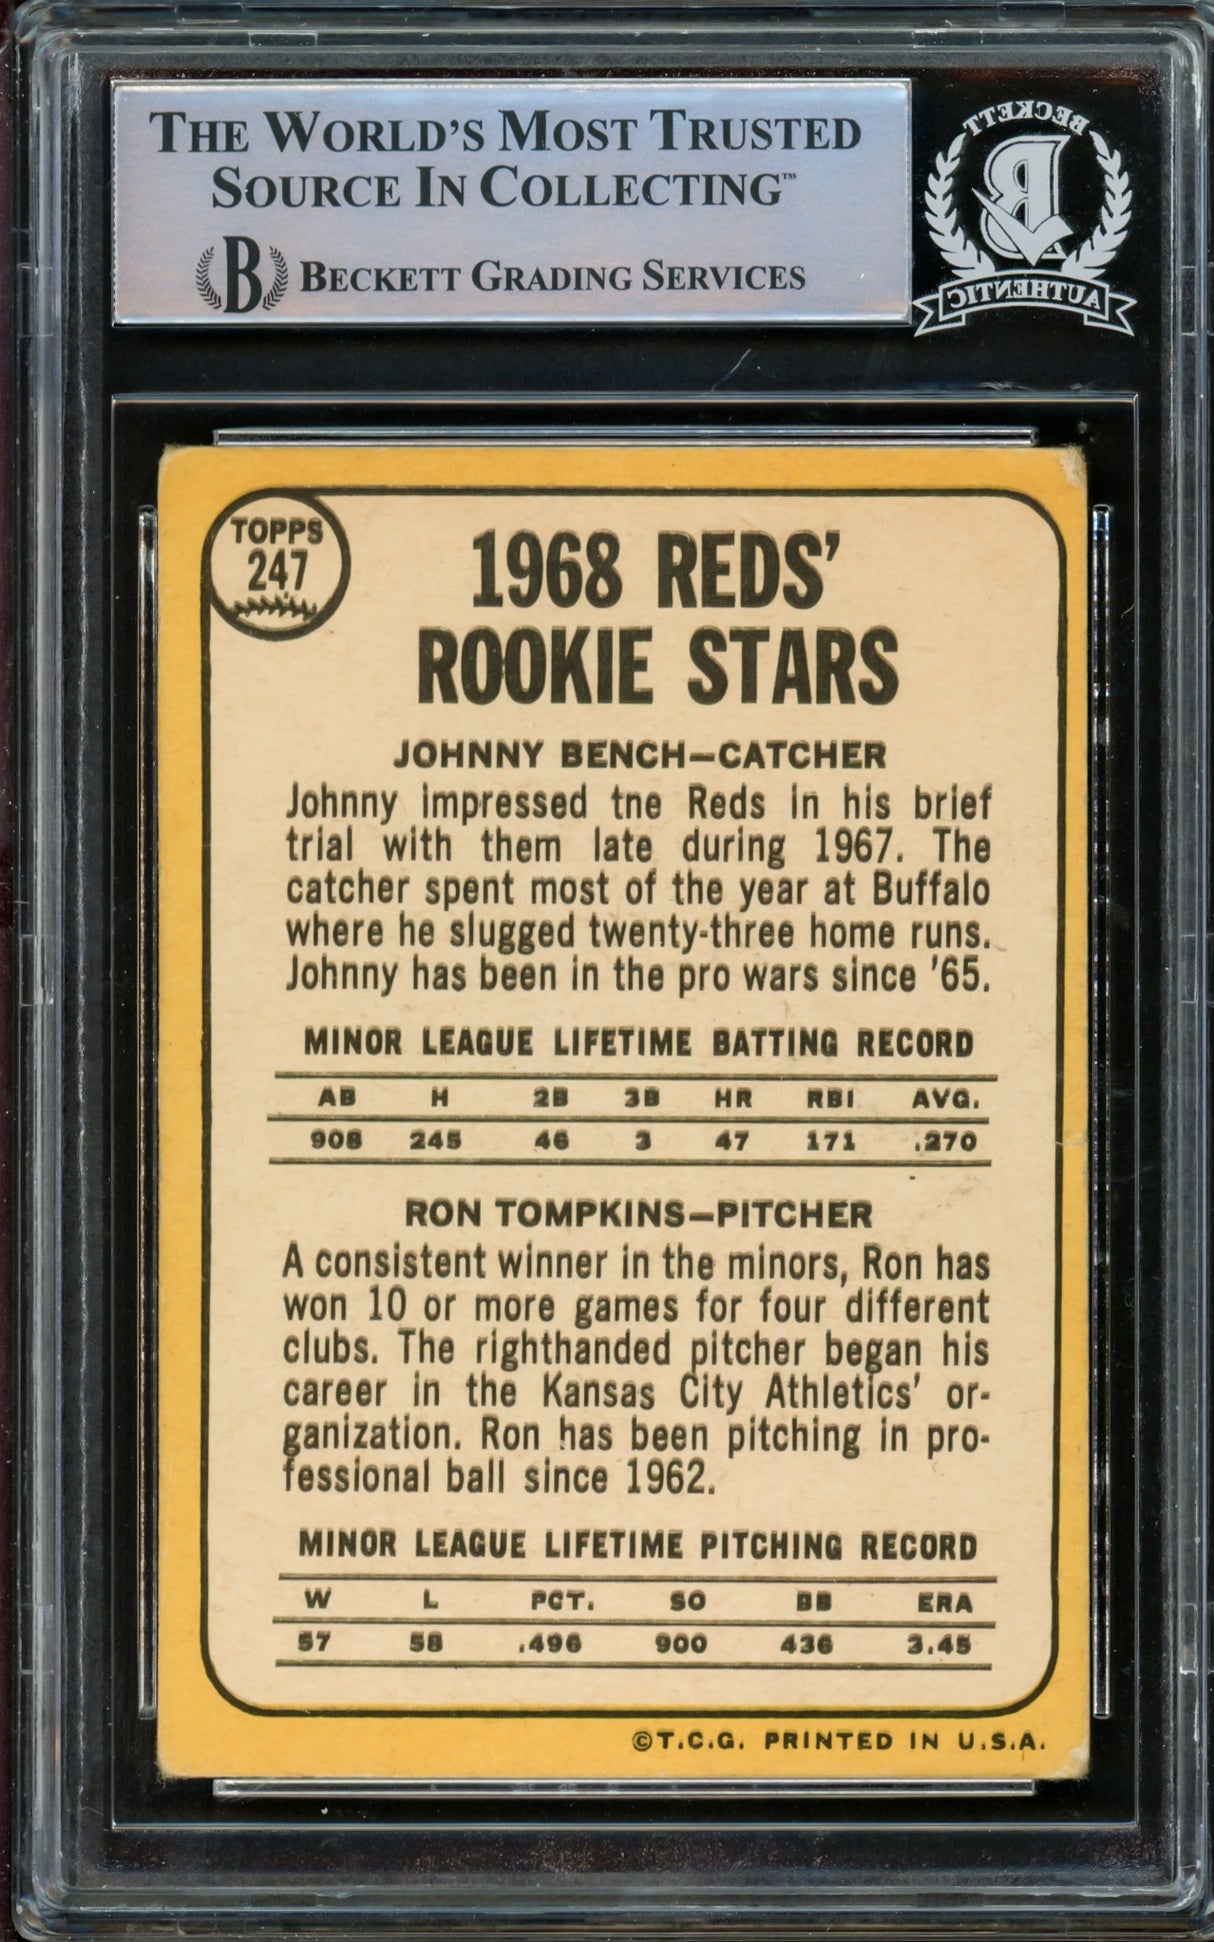 THE WORLD'S MOST TRUSTED
SOURCE IN COLLECTING™
B BECKETT GRADING SERVICES
BECKETT
B
AUTHENTIC
TOPPS
247
1968 REDS'
ROOKIE STARS
JOHNNY BENCH—CATCHER
Johnny impressed tne Reds in his brief
trial with them late during 1967. The
catcher spent most of the year at Buffalo
where he slugged twenty-three home runs.
Johnny has been in the pro wars since '65.
MINOR LEAGUE LIFETIME BATTING RECORD
AB H 2B 3B HR RBI AVG.
908 245 46 3 47 171 .270
RON TOMPKINS—PITCHER
A consistent winner in the minors, Ron has
won 10 or more games for four different
clubs. The righthanded pitcher began his
career in the Kansas City Athletics' or-
ganization. Ron has been pitching in pro-
fessional ball since 1962.
MINOR LEAGUE LIFETIME PITCHING RECORD
W L PCT. SO BB ERA
57 58 .496 900 436 3.45
©T.C.G. PRINTED IN U.S.A.